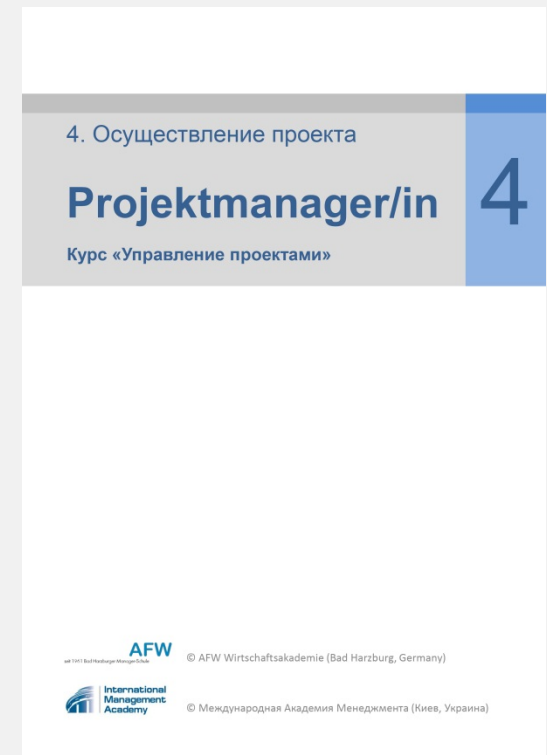 4. Осуществление проекта
Projektmanager/in
4
Курс «Управление проектами»
AFW
© AFW Wirtschaftsakademie (Bad Harzburg, Germany)
International
Management
Academy
© Международная Академия Менеджмента (Киев, Украина)